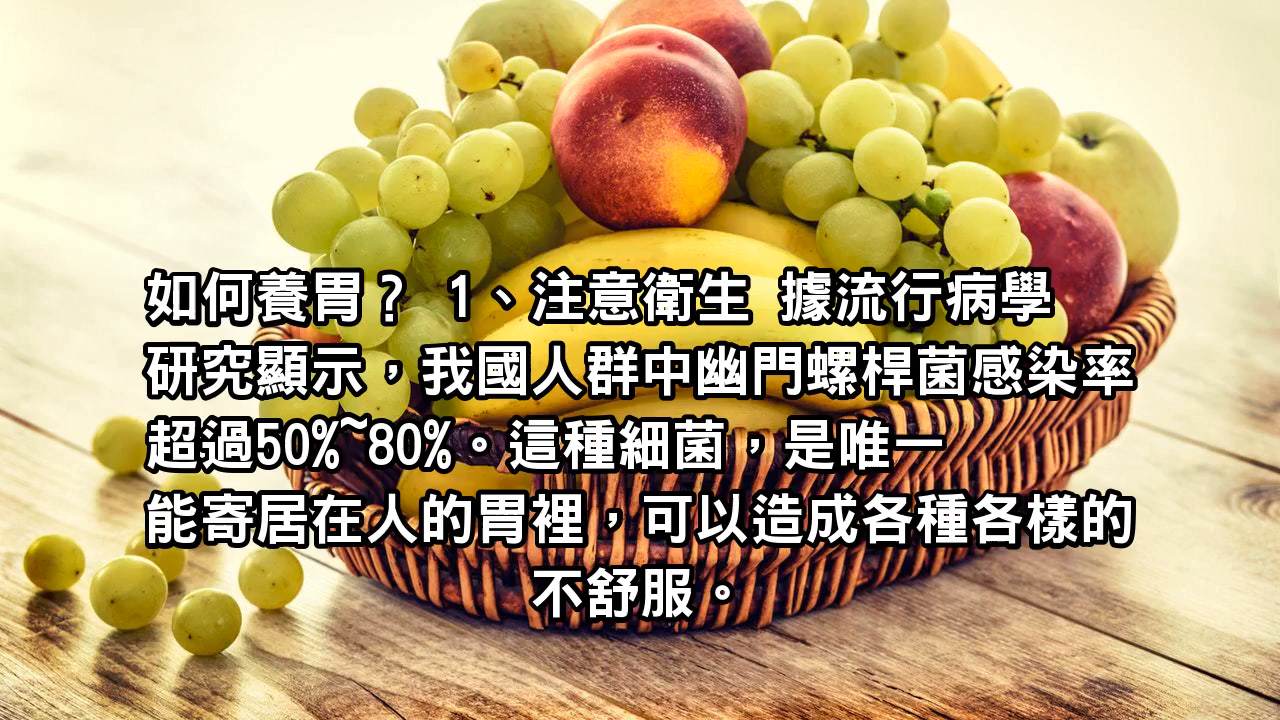 如何養胃？ 1、注意衛生 據流行病學
研究顯示，我國人群中幽門螺桿菌感染率
超過50%~80%。這種細菌，是唯一
能寄居在人的胃裡，可以造成各種各樣的
不舒服。